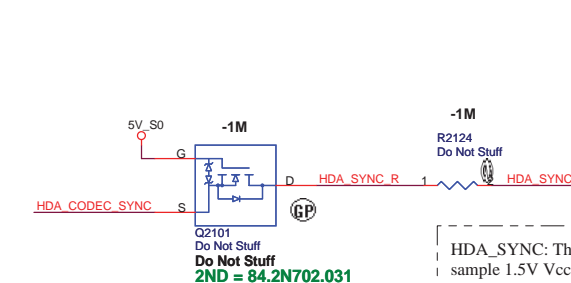 5V_S0
-1M
-1M
R2124
Do Not Stuff
G
D
HDA_SYNC_R
1
2
HDA_SYNC
HDA_CODEC_SYNC
S
GP
Q2101
Do Not Stuff
Do Not Stuff
2ND = 84.2N702.031
HDA_SYNC: Th
sample 1.5V Vcc